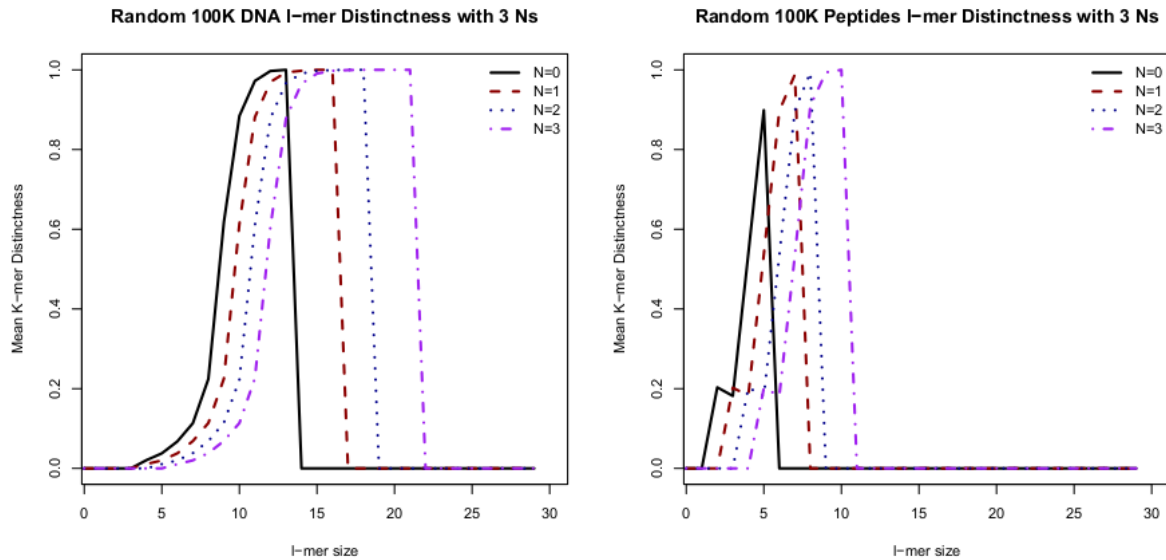 Random 100K DNA l-mer Distinctness with 3 Ns
Mean K-mer Distinctness
1.0
0.8
0.6
0.4
0.2
0.0
N=0
N=1
N=2
N=3
0 5 10 15 20 25 30
l-mer size
Random 100K Peptides l-mer Distinctness with 3 Ns
Mean K-mer Distinctness
1.0
0.8
0.6
0.4
0.2
0.0
N=0
N=1
N=2
N=3
0 5 10 15 20 25 30
l-mer size